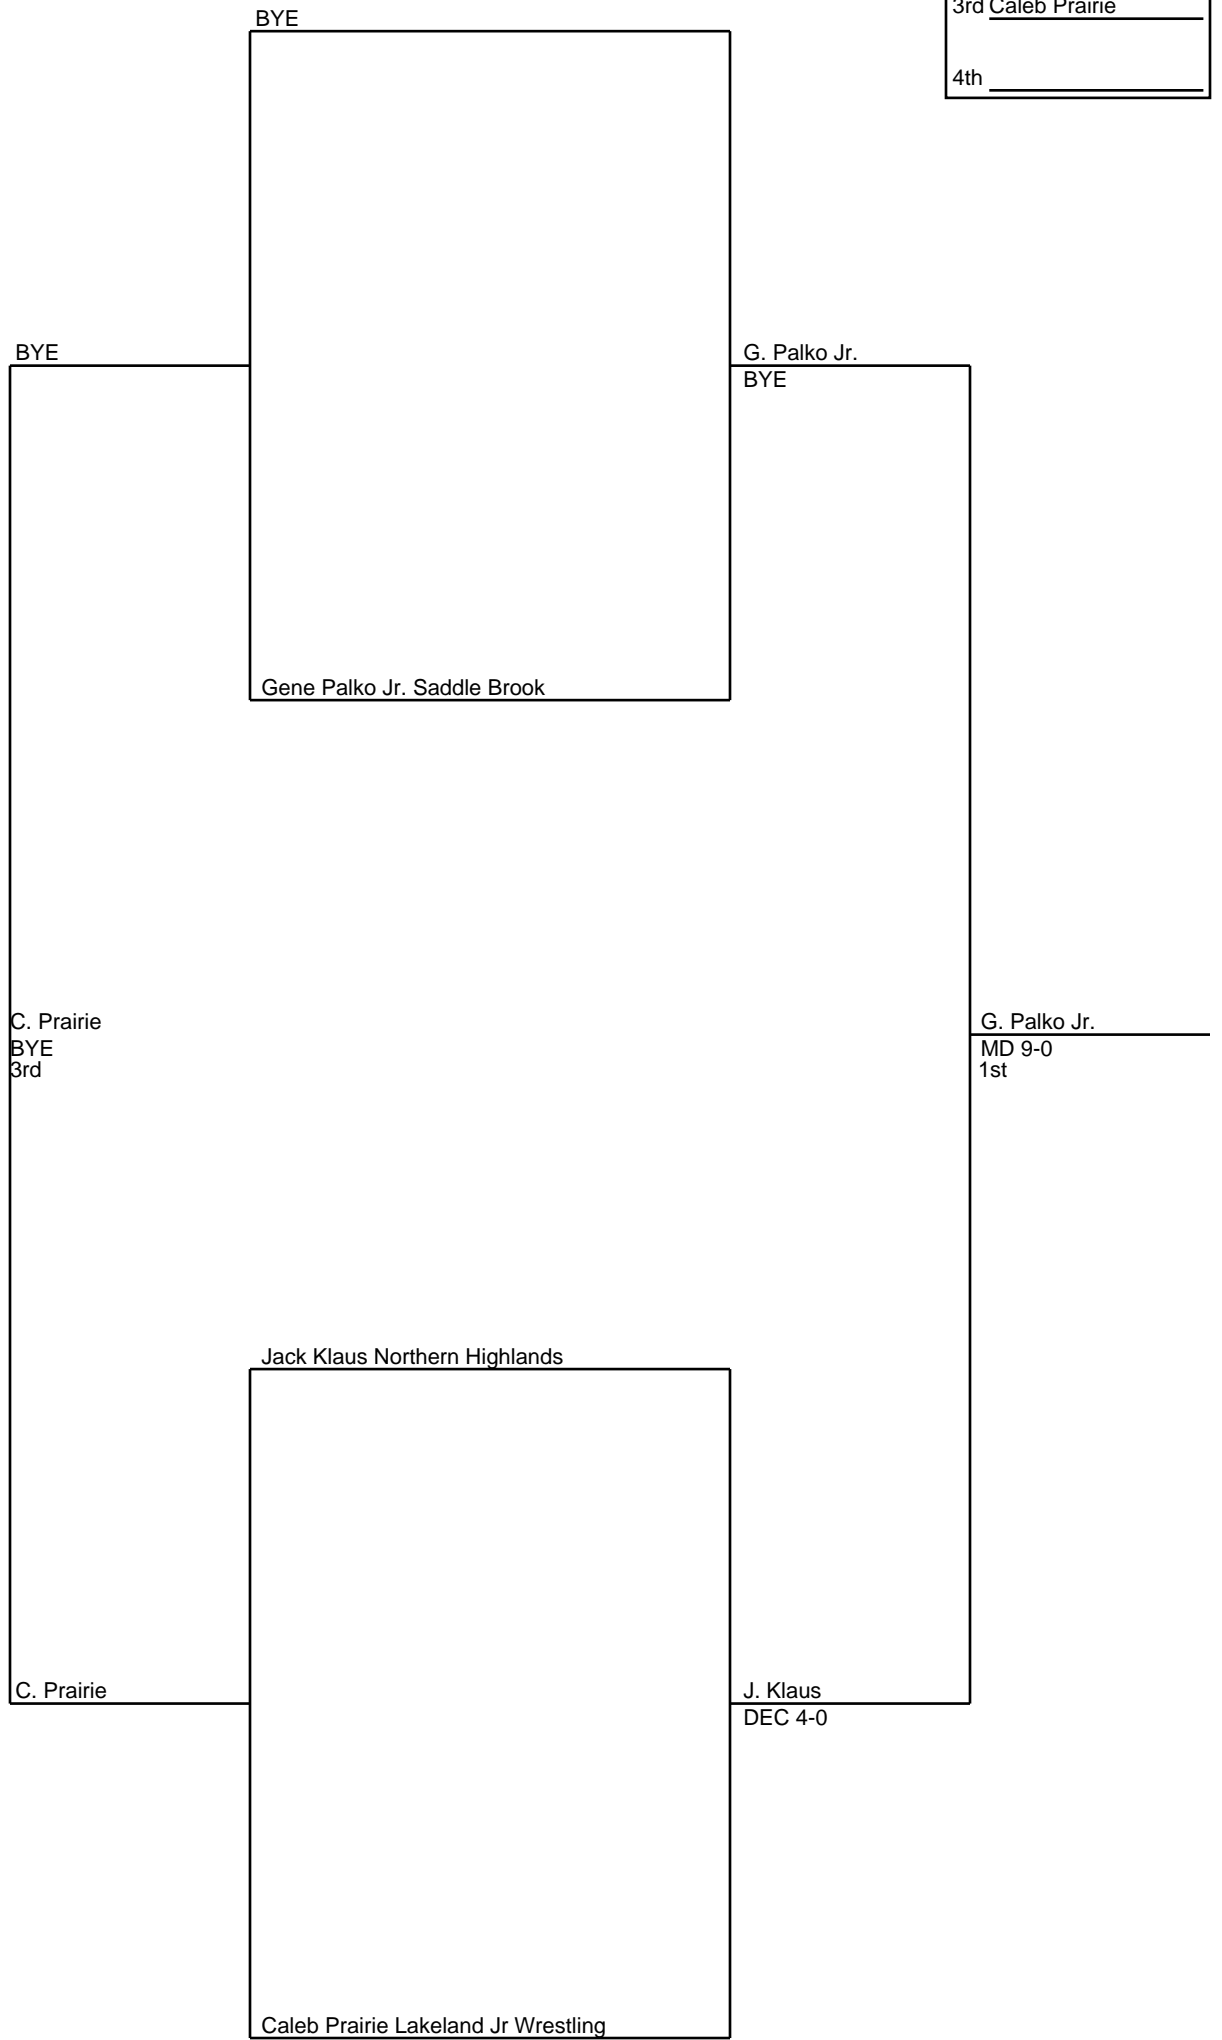 BYE
3rd Caleb Prairie
4th
BYE
G. Palko Jr.
BYE
Gene Palko Jr. Saddle Brook
C. Prairie
BYE
3rd
G. Palko Jr.
MD 9-0
1st
Jack Klaus Northern Highlands
C. Prairie
J. Klaus
DEC 4-0
Caleb Prairie Lakeland Jr Wrestling